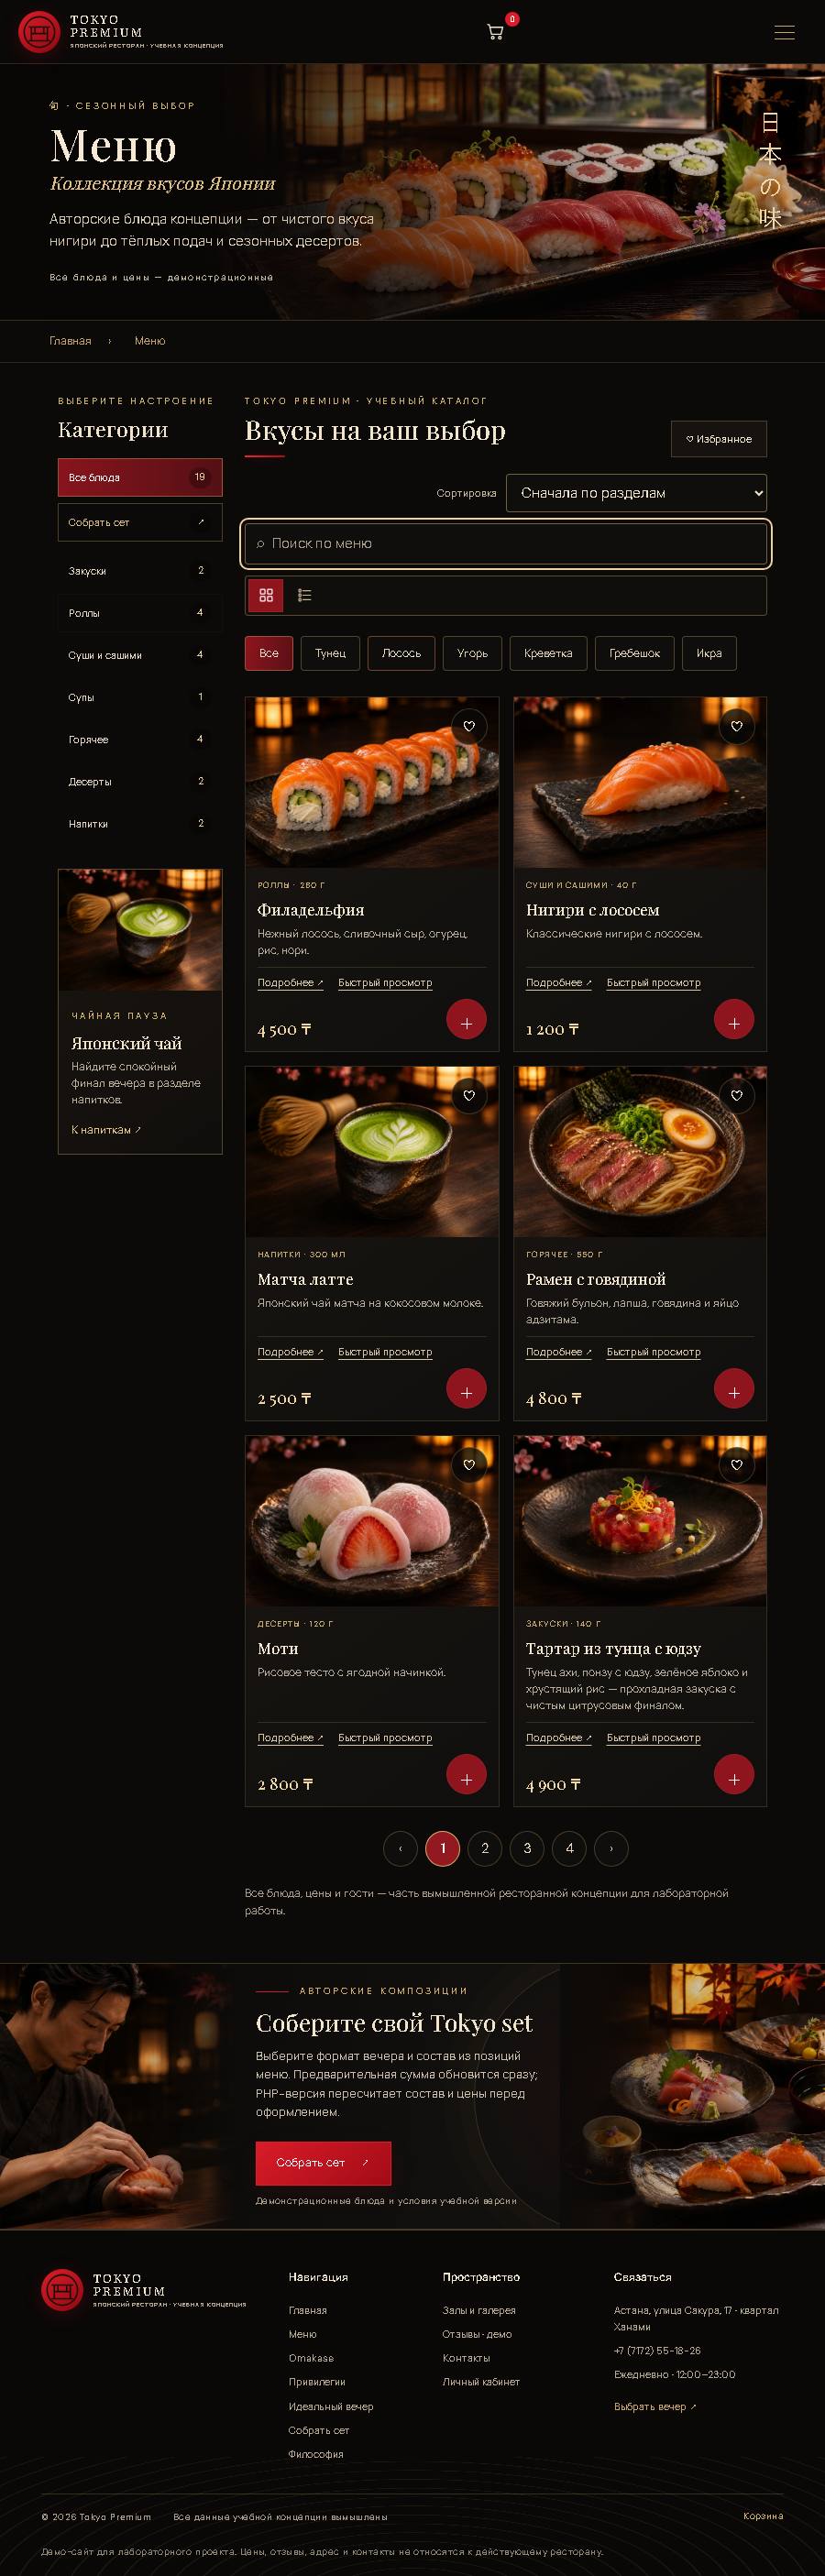 TOKYO
PREMIUM
ЯПОНСКИЙ РЕСТОРАН · УЧЕБНАЯ КОНЦЕПЦИЯ
0
旬 · СЕЗОННЫЙ ВЫБОР
Меню
Коллекция вкусов Японии
Авторские блюда концепции — от чистого вкуса
нигири до тёплых подач и сезонных десертов.
Все блюда и цены — демонстрационные
日本の味
Главная › Меню
ВЫБЕРИТЕ НАСТРОЕНИЕ
Категории
Все блюда 19
Собрать сет ↗
Закуски 2
Роллы 4
Суши и сашими 4
Супы 1
Горячее 4
Десерты 2
Напитки 2
ЧАЙНАЯ ПАУЗА
Японский чай
Найдите спокойный
финал вечера в разделе
напитков.
К напиткам ↗
TOKYO PREMIUM · УЧЕБНЫЙ КАТАЛОГ
Вкусы на ваш выбор
♡ Избранное
Сортировка
Сначала по разделам
⌕ Поиск по меню
Все
Тунец
Лосось
Угорь
Креветка
Гребешок
Икра
РОЛЛЫ · 280 Г
Филадельфия
Нежный лосось, сливочный сыр, огурец,
рис, нори.
Подробнее ↗ Быстрый просмотр
4 500 ₸
+
СУШИ И САШИМИ · 40 Г
Нигири с лососем
Классические нигири с лососем.
Подробнее ↗ Быстрый просмотр
1 200 ₸
+
НАПИТКИ · 300 МЛ
Матча латте
Японский чай матча на кокосовом молоке.
Подробнее ↗ Быстрый просмотр
2 500 ₸
+
ГОРЯЧЕЕ · 550 Г
Рамен с говядиной
Говяжий бульон, лапша, говядина и яйцо
адзитама.
Подробнее ↗ Быстрый просмотр
4 800 ₸
+
ДЕСЕРТЫ · 120 Г
Моти
Рисовое тесто с ягодной начинкой.
Подробнее ↗ Быстрый просмотр
2 800 ₸
+
ЗАКУСКИ · 140 Г
Тартар из тунца с юдзу
Тунец ахи, понзу с юдзу, зелёное яблоко и
хрустящий рис — прохладная закуска с
чистым цитрусовым финалом.
Подробнее ↗ Быстрый просмотр
4 900 ₸
+
‹ 1 2 3 4 ›
Все блюда, цены и гости — часть вымышленной ресторанной концепции для лабораторной
работы.
АВТОРСКИЕ КОМПОЗИЦИИ
Соберите свой Tokyo set
Выберите формат вечера и состав из позиций
меню. Предварительная сумма обновится сразу;
PHP-версия пересчитает состав и цены перед
оформлением.
Собрать сет ↗
Демонстрационные блюда и условия учебной версии
TOKYO
PREMIUM
ЯПОНСКИЙ РЕСТОРАН · УЧЕБНАЯ КОНЦЕПЦИЯ
Навигация
Главная
Меню
Omakase
Привилегии
Идеальный вечер
Собрать сет
Философия
Пространство
Залы и галерея
Отзывы · демо
Контакты
Личный кабинет
Связаться
Астана, улица Сакура, 17 · квартал
Ханами
+7 (7172) 55-18-26
Ежедневно · 12:00–23:00
Выбрать вечер ↗
© 2026 Tokyo Premium Все данные учебной концепции вымышлены
Корзина
Демо-сайт для лабораторного проекта. Цены, отзывы, адрес и контакты не относятся к действующему ресторану.